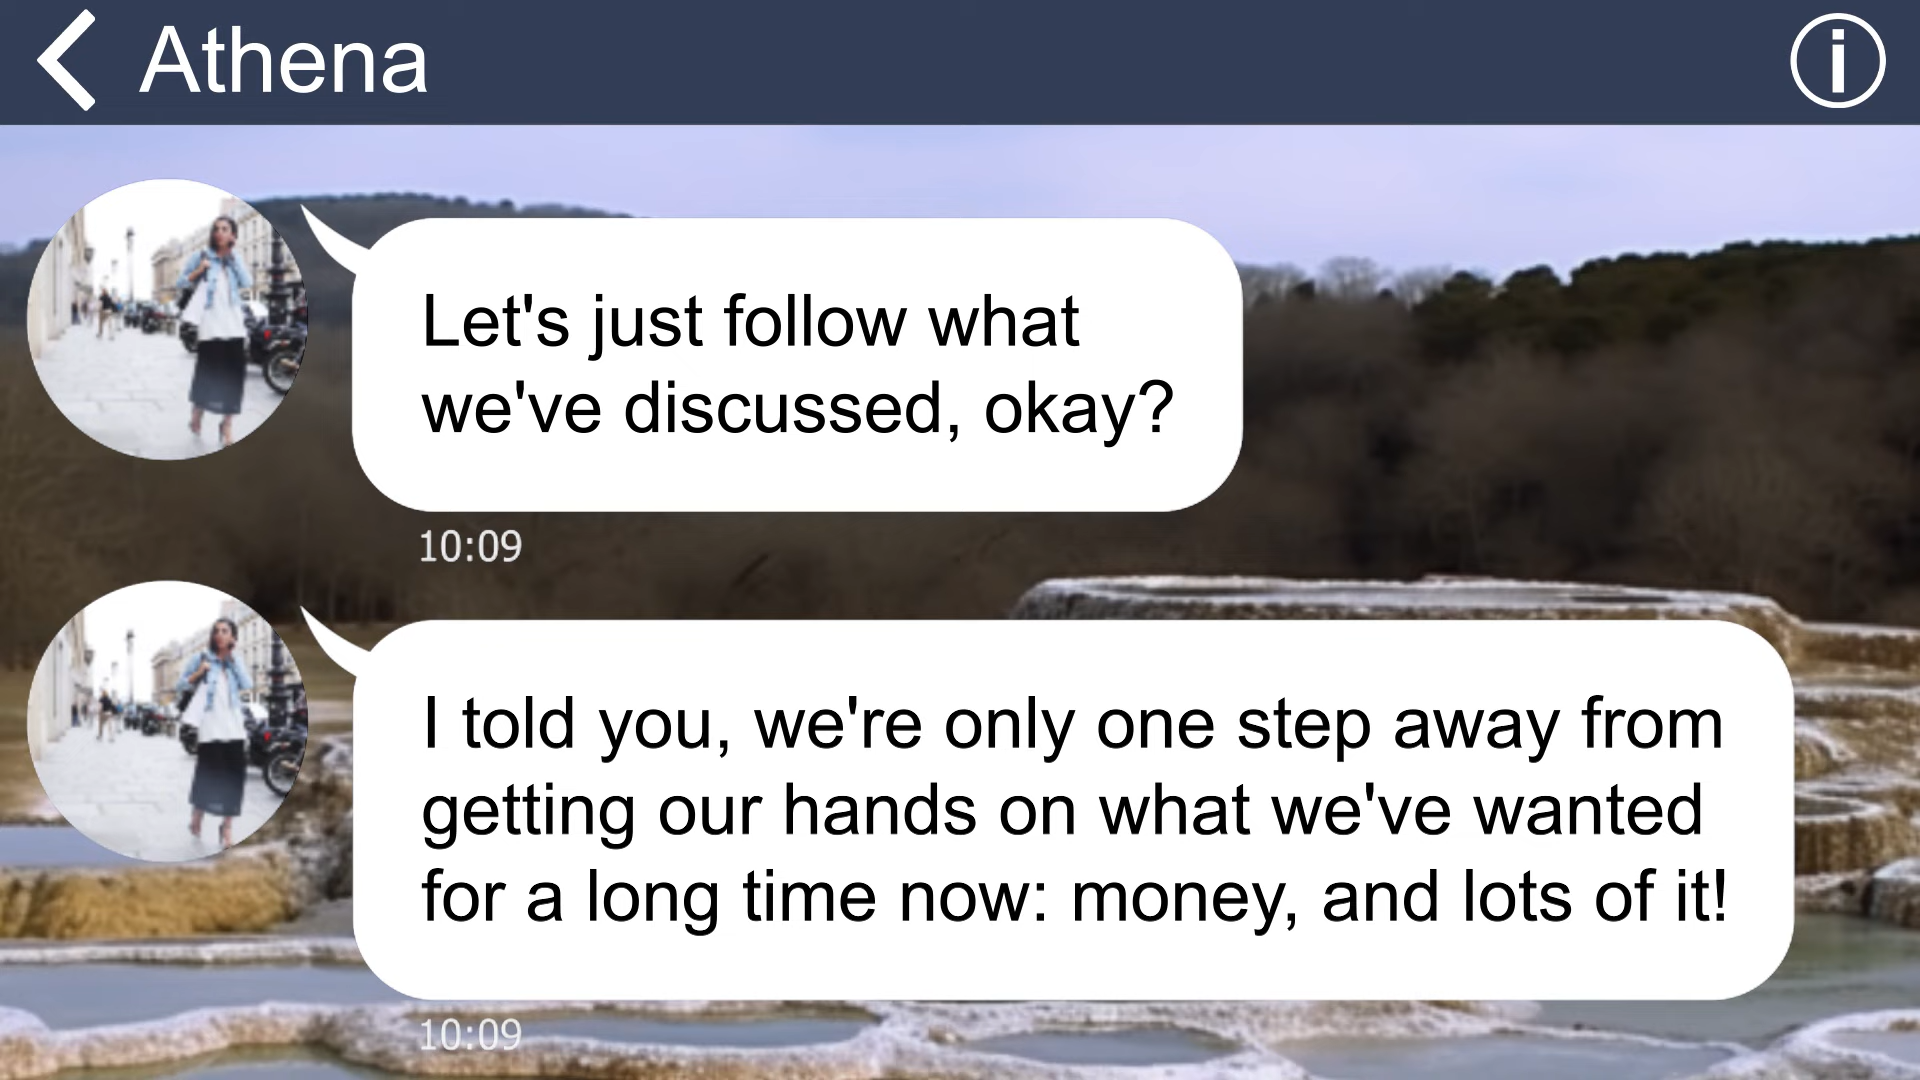 Athena
Let's just follow what
we've discussed, okay?
10:09
I told you, we're only one step away from
getting our hands on what we've wanted
for a long time now: money, and lots of it!
10:09